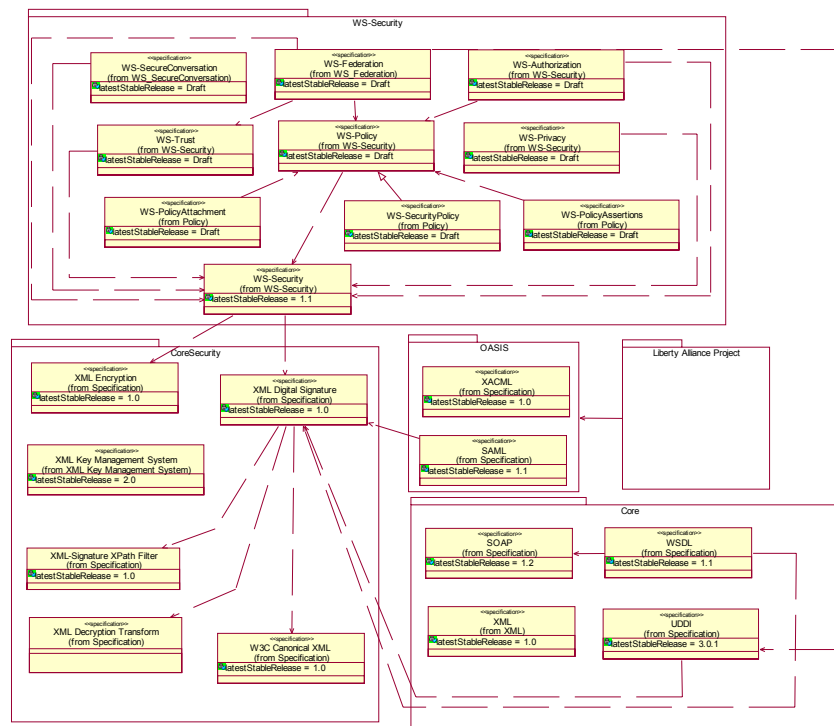 WS-Security
<<specification>>
WS-SecureConversation
(from WS_SecureConversation)
latestStableRelease = Draft
<<specification>>
WS-Federation
(from WS_Federation)
latestStableRelease = Draft
<<specification>>
WS-Authorization
(from WS-Security)
latestStableRelease = Draft
<<specification>>
WS-Trust
(from WS-Security)
latestStableRelease = Draft
<<specification>>
WS-Policy
(from WS-Security)
latestStableRelease = Draft
<<specification>>
WS-Privacy
(from WS-Security)
latestStableRelease = Draft
<<specification>>
WS-PolicyAttachment
(from Policy)
latestStableRelease = Draft
<<specification>>
WS-SecurityPolicy
(from Policy)
latestStableRelease = Draft
<<specification>>
WS-PolicyAssertions
(from Policy)
latestStableRelease = Draft
<<specification>>
WS-Security
(from WS-Security)
latestStableRelease = 1.1
CoreSecurity
<<specification>>
XML Encryption
(from Specification)
latestStableRelease = 1.0
<<specification>>
XML Digital Signature
(from Specification)
latestStableRelease = 1.0
<<specification>>
XML Key Management System
(from XML Key Management System)
latestStableRelease = 2.0
<<specification>>
XML-Signature XPath Filter
(from Specification)
latestStableRelease = 1.0
<<specification>>
XML Decryption Transform
(from Specification)
<<specification>>
W3C Canonical XML
(from Specification)
latestStableRelease = 1.0
OASIS
<<specification>>
XACML
(from Specification)
latestStableRelease = 1.0
<<specification>>
SAML
(from Specification)
latestStableRelease = 1.1
Liberty Alliance Project
Core
<<specification>>
SOAP
(from Specification)
latestStableRelease = 1.2
<<specification>>
WSDL
(from Specification)
latestStableRelease = 1.1
<<specification>>
XML
(from XML)
latestStableRelease = 1.0
<<specification>>
UDDI
(from Specification)
latestStableRelease = 3.0.1